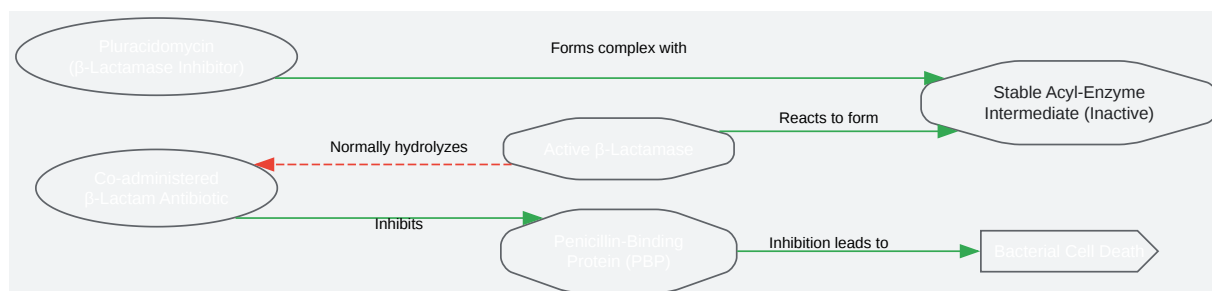 Pluracidomycin
(β-Lactamase Inhibitor)
Forms complex with
Stable Acyl-Enzyme
Intermediate (Inactive)
Reacts to form
Active β-Lactamase
Normally hydrolyzes
Co-administered
β-Lactam Antibiotic
Inhibits
Penicillin-Binding
Protein (PBP)
Inhibition leads to
Bacterial Cell Death